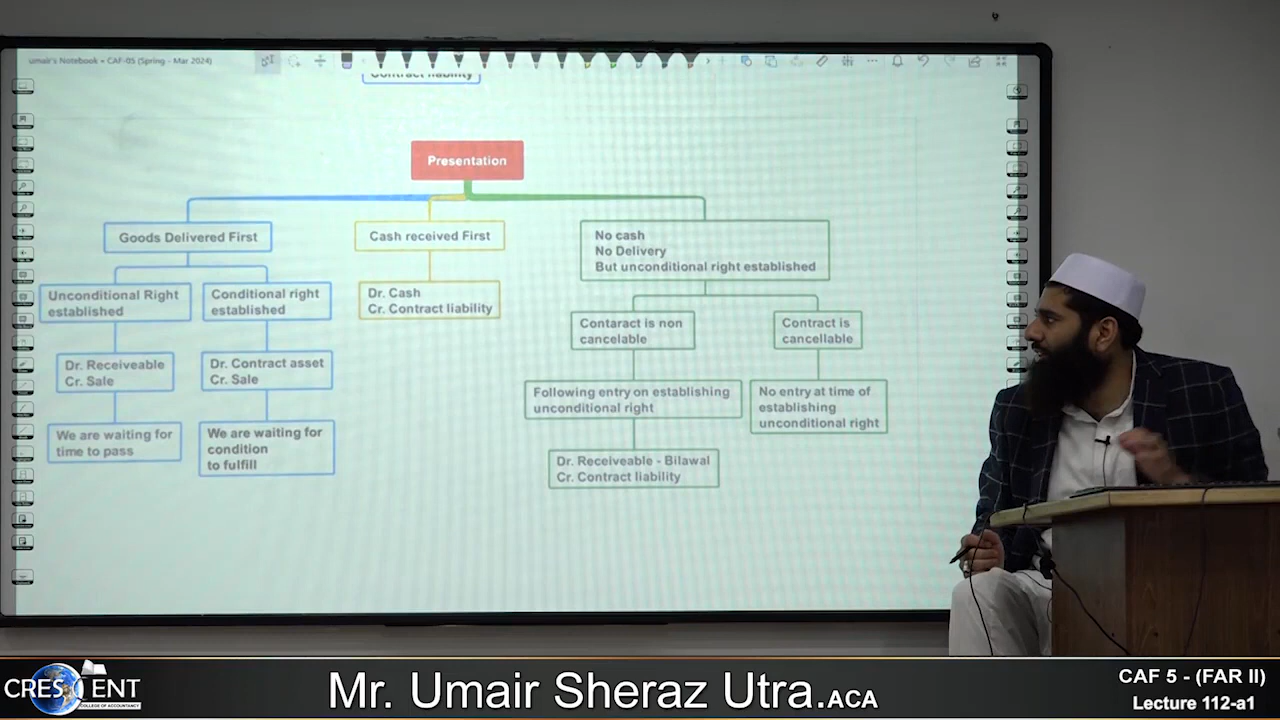 umair's Notebook • CAF-05 (Spring - Mar 2024)
Contract liability
Presentation
Goods Delivered First
Cash received First
No cash
No Delivery
But unconditional right established
Unconditional Right
established
Conditional right
established
Dr. Cash
Cr. Contract liability
Contaract is non
cancelable
Contract is
cancellable
Dr. Receiveable
Cr. Sale
Dr. Contract asset
Cr. Sale
Following entry on establishing
unconditional right
No entry at time of
establishing
unconditional right
We are waiting for
time to pass
We are waiting for
condition
to fulfill
Dr. Receiveable - Bilawal
Cr. Contract liability
CRESCENT
COLLEGE OF ACCOUNTANCY
Mr. Umair Sheraz Utra.ACA
CAF 5 - (FAR II)
Lecture 112-a1